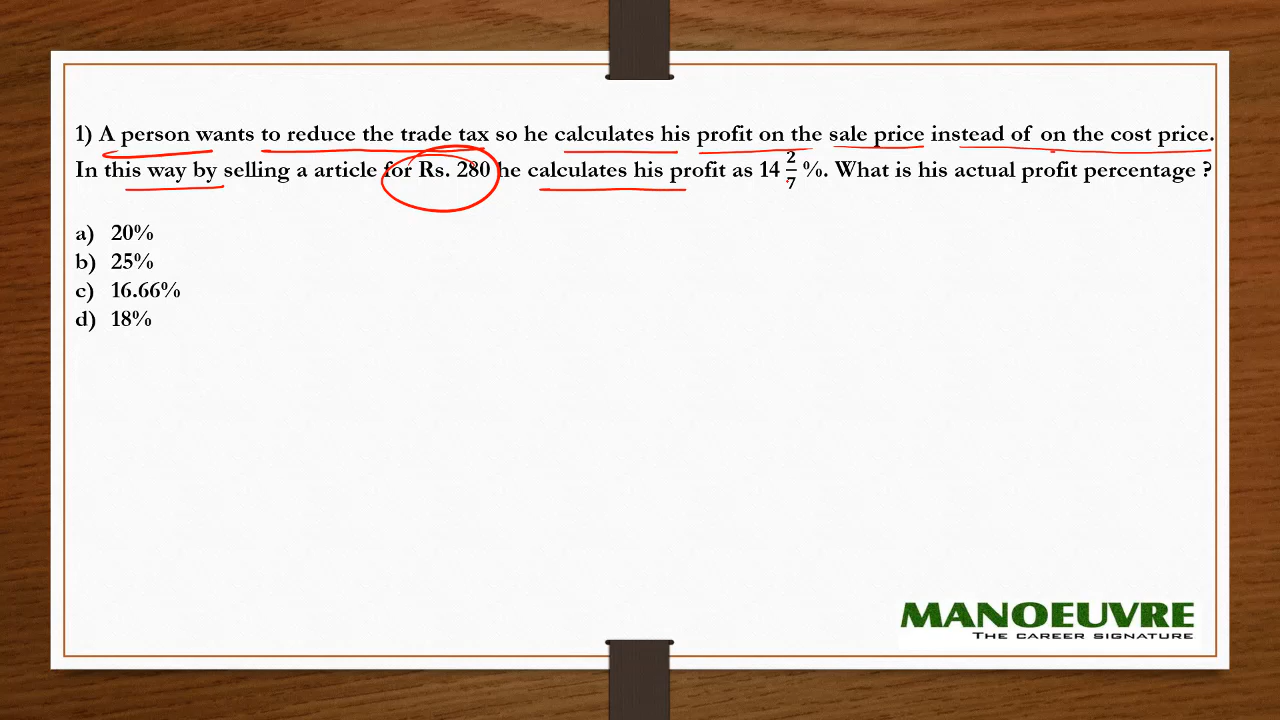 1) A person wants to reduce the trade tax so he calculates his profit on the sale price instead of on the cost price.
In this way by selling a article for Rs. 280 he calculates his profit as 14 2/7 %. What is his actual profit percentage ?
a) 20%
b) 25%
c) 16.66%
d) 18%
MANOEUVRE
THE CAREER SIGNATURE